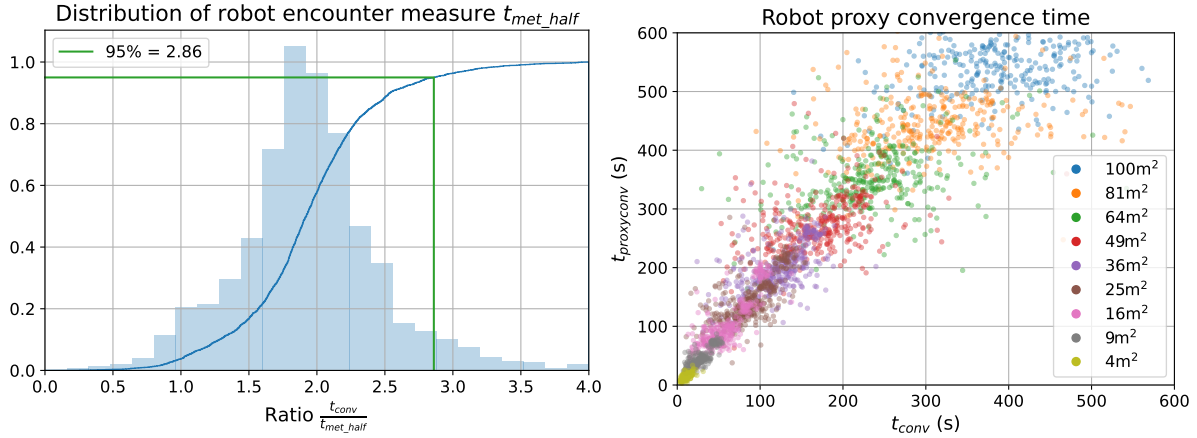 Distribution of robot encounter measure t_met_half
95% = 2.86
1.0
0.8
0.6
0.4
0.2
0.0
0.0 0.5 1.0 1.5 2.0 2.5 3.0 3.5 4.0
Ratio t_conv / t_met_half
Robot proxy convergence time
600
500
400
300
200
100
0
t_proxyconv (s)
100m²
81m²
64m²
49m²
36m²
25m²
16m²
9m²
4m²
0 100 200 300 400 500 600
t_conv (s)